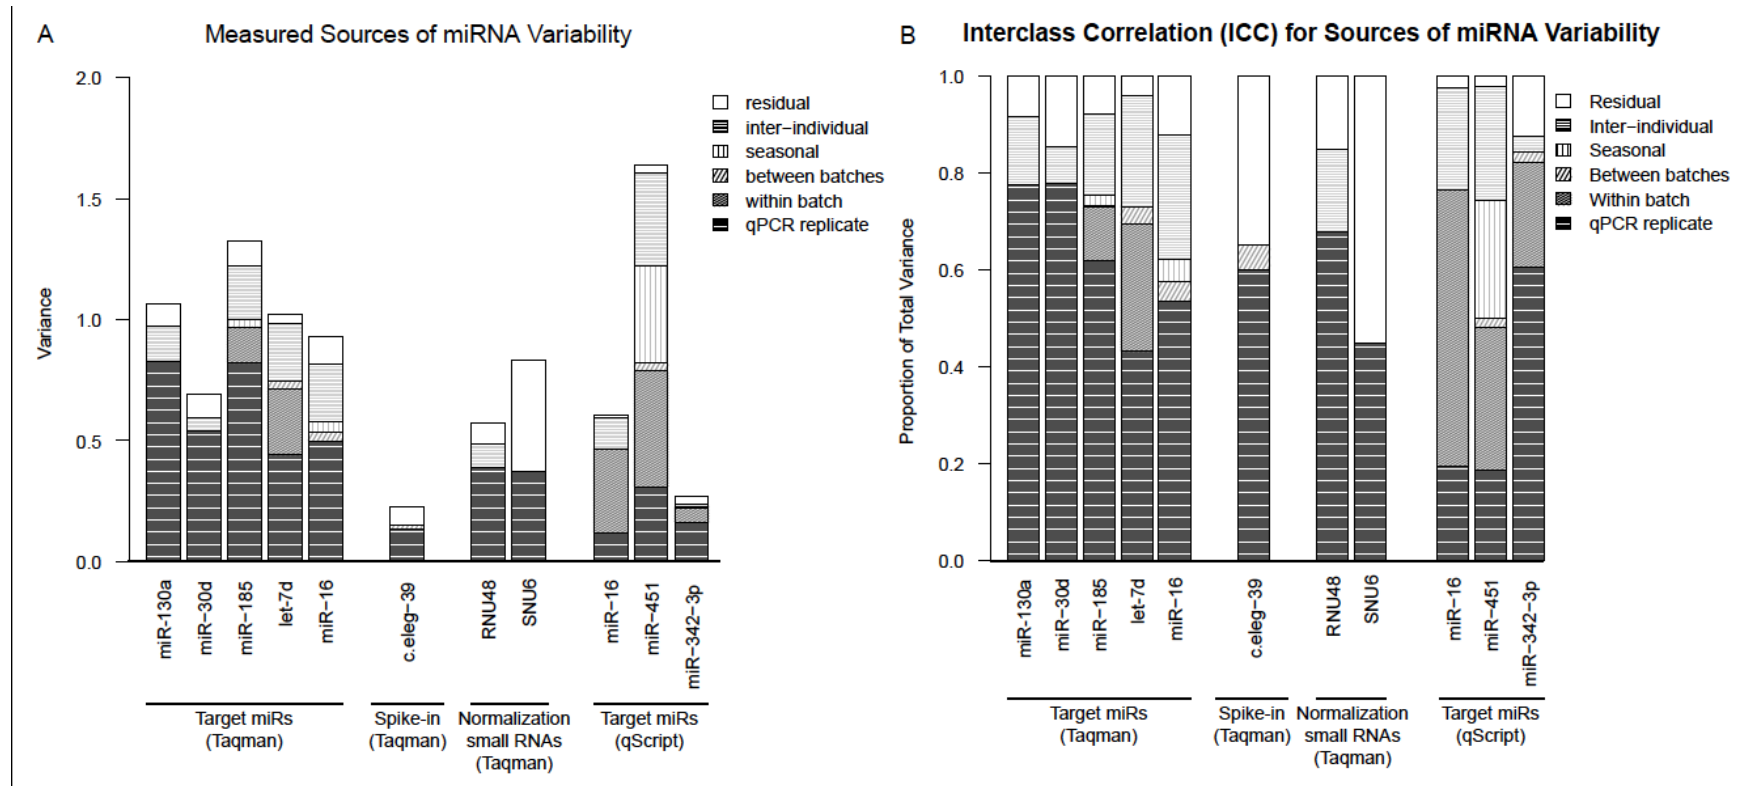 A
Measured Sources of miRNA Variability
2.0
1.5
1.0
0.5
0.0
Variance
residual
inter−individual
seasonal
between batches
within batch
qPCR replicate
miR-130a
miR−30d
miR−185
let-7d
miR−16
c.eleg−39
RNU48
SNU6
miR−16
miR−451
miR−342−3p
Target miRs
(Taqman)
Spike-in
(Taqman)
Normalization
small RNAs
(Taqman)
Target miRs
(qScript)
B
Interclass Correlation (ICC) for Sources of miRNA Variability
1.0
0.8
0.6
0.4
0.2
0.0
Proportion of Total Variance
Residual
Inter−individual
Seasonal
Between batches
Within batch
qPCR replicate
miR-130a
miR−30d
miR−185
let−7d
miR−16
c.eleg−39
RNU48
SNU6
miR−16
miR−451
miR−342−3p
Target miRs
(Taqman)
Spike-in
(Taqman)
Normalization
small RNAs
(Taqman)
Target miRs
(qScript)